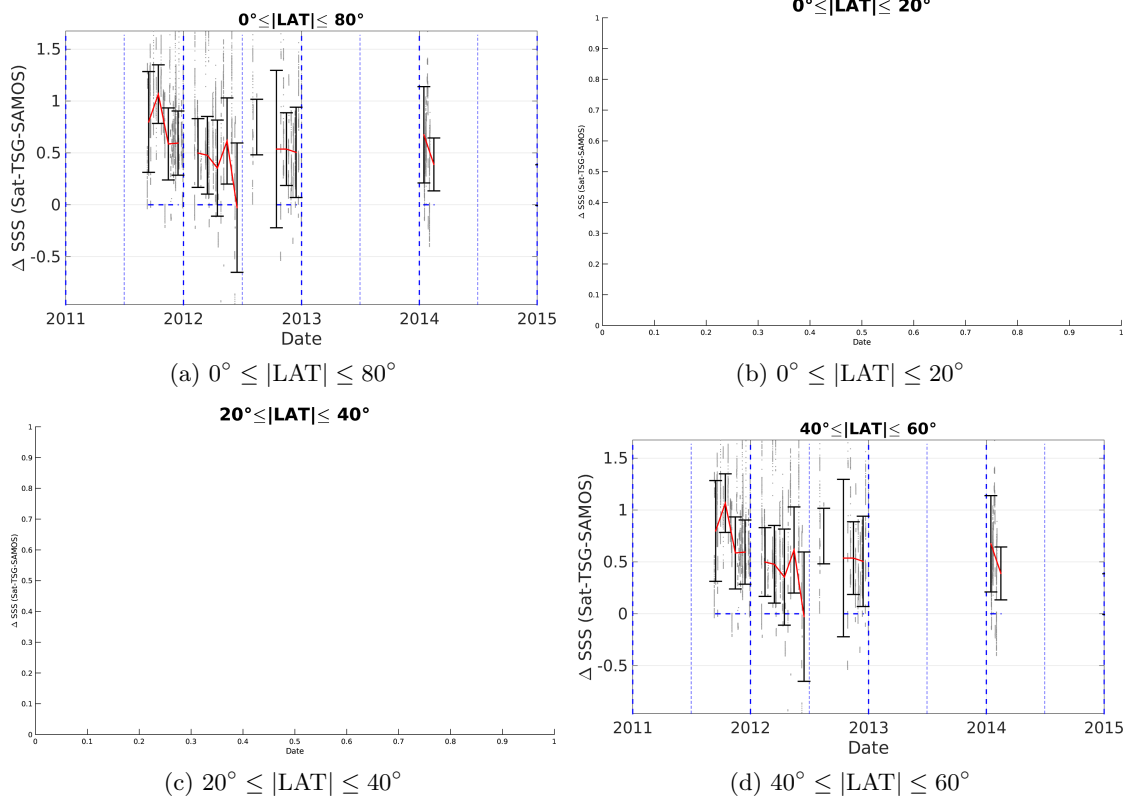 0°≤|LAT|≤ 80°
Δ SSS (Sat-TSG-SAMOS)
1.5
1
0.5
0
-0.5
2011 2012 2013 2014 2015
Date
(a) 0° ≤ |LAT| ≤ 80°
0°≤|LAT|≤ 20°
Δ SSS (Sat-TSG-SAMOS)
1
0.9
0.8
0.7
0.6
0.5
0.4
0.3
0.2
0.1
0
0 0.1 0.2 0.3 0.4 0.5 0.6 0.7 0.8 0.9 1
Date
(b) 0° ≤ |LAT| ≤ 20°
20°≤|LAT|≤ 40°
Δ SSS (Sat-TSG-SAMOS)
1
0.9
0.8
0.7
0.6
0.5
0.4
0.3
0.2
0.1
0
0 0.1 0.2 0.3 0.4 0.5 0.6 0.7 0.8 0.9 1
Date
(c) 20° ≤ |LAT| ≤ 40°
40°≤|LAT|≤ 60°
Δ SSS (Sat-TSG-SAMOS)
1.5
1
0.5
0
-0.5
2011 2012 2013 2014 2015
Date
(d) 40° ≤ |LAT| ≤ 60°